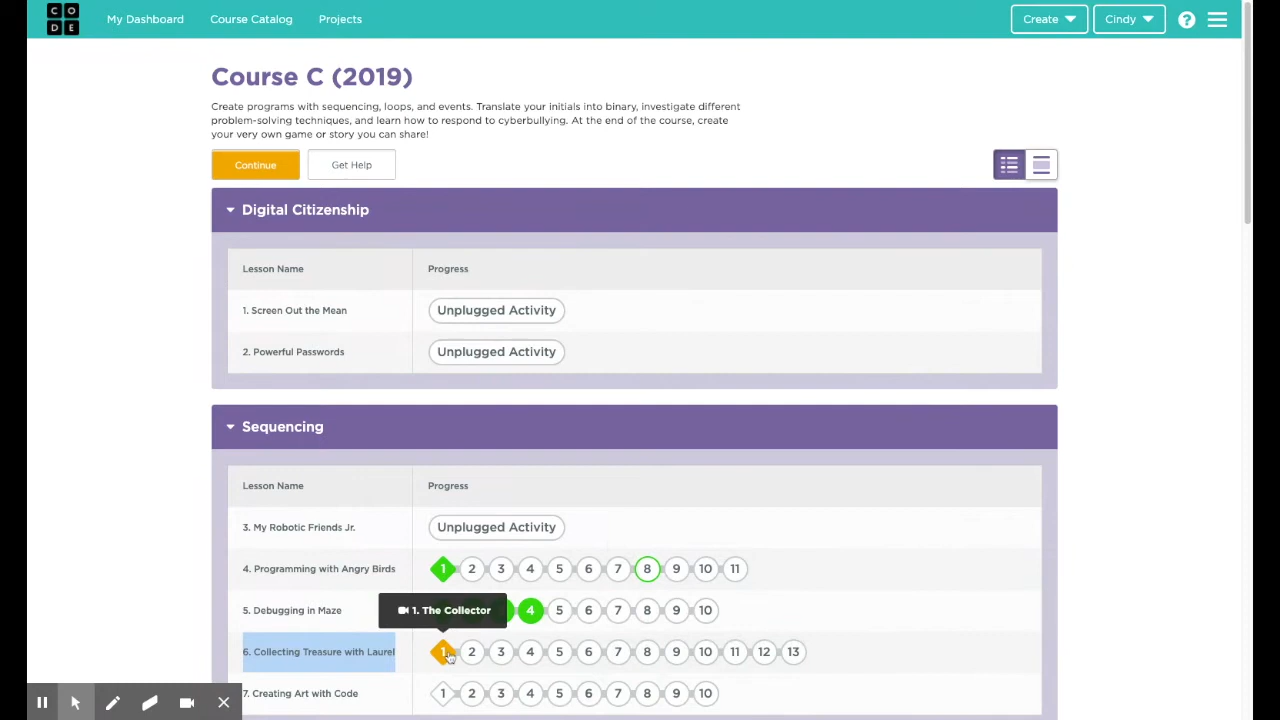 C O
D E
My Dashboard Course Catalog Projects Create Cindy ?
Course C (2019)
Create programs with sequencing, loops, and events. Translate your initials into binary, investigate different
problem-solving techniques, and learn how to respond to cyberbullying. At the end of the course, create
your very own game or story you can share!
Continue Get Help
Digital Citizenship
Lesson Name Progress
1. Screen Out the Mean Unplugged Activity
2. Powerful Passwords Unplugged Activity
Sequencing
Lesson Name Progress
3. My Robotic Friends Jr. Unplugged Activity
4. Programming with Angry Birds 1 2 3 4 5 6 7 8 9 10 11
5. Debugging in Maze 1. The Collector 4 5 6 7 8 9 10
6. Collecting Treasure with Laurel 1 2 3 4 5 6 7 8 9 10 11 12 13
7. Creating Art with Code 1 2 3 4 5 6 7 8 9 10